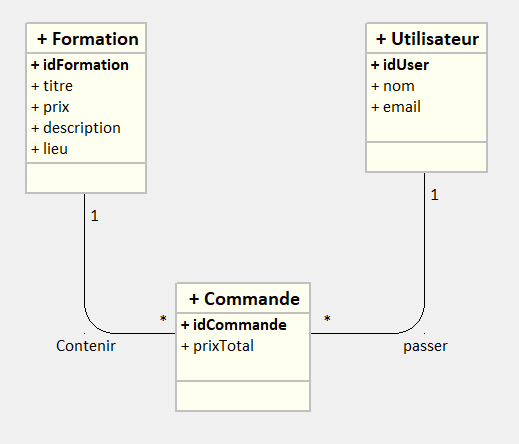 + Formation
+ idFormation
+ titre
+ prix
+ description
+ lieu
1
+ Utilisateur
+ idUser
+ nom
+ email
1
+ Commande
+ idCommande
+ prixTotal
*
*
Contenir
passer